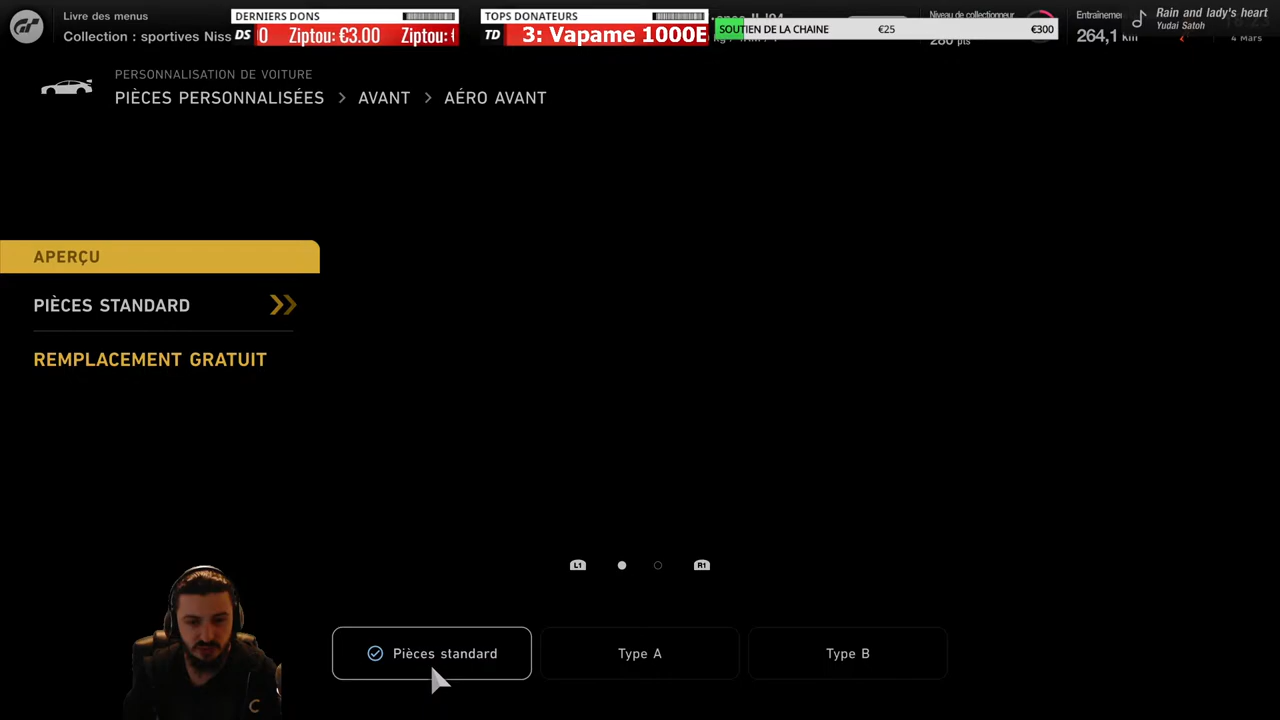 Livre des menus
Collection : sportives Niss
DERNIERS DONS
DS 0 Ziptou: €3.00 Ziptou:
TOPS DONATEURS
TD 3: Vapame 1000E
SOUTIEN DE LA CHAINE €25 €300
Niveau de collectionneur
280 pts
264,1 km
Rain and lady's heart
Yudai Satoh
4 Mars
PERSONNALISATION DE VOITURE
PIÈCES PERSONNALISÉES > AVANT > AÉRO AVANT
APERÇU
PIÈCES STANDARD
REMPLACEMENT GRATUIT
L1 R1
Pièces standard
Type A
Type B